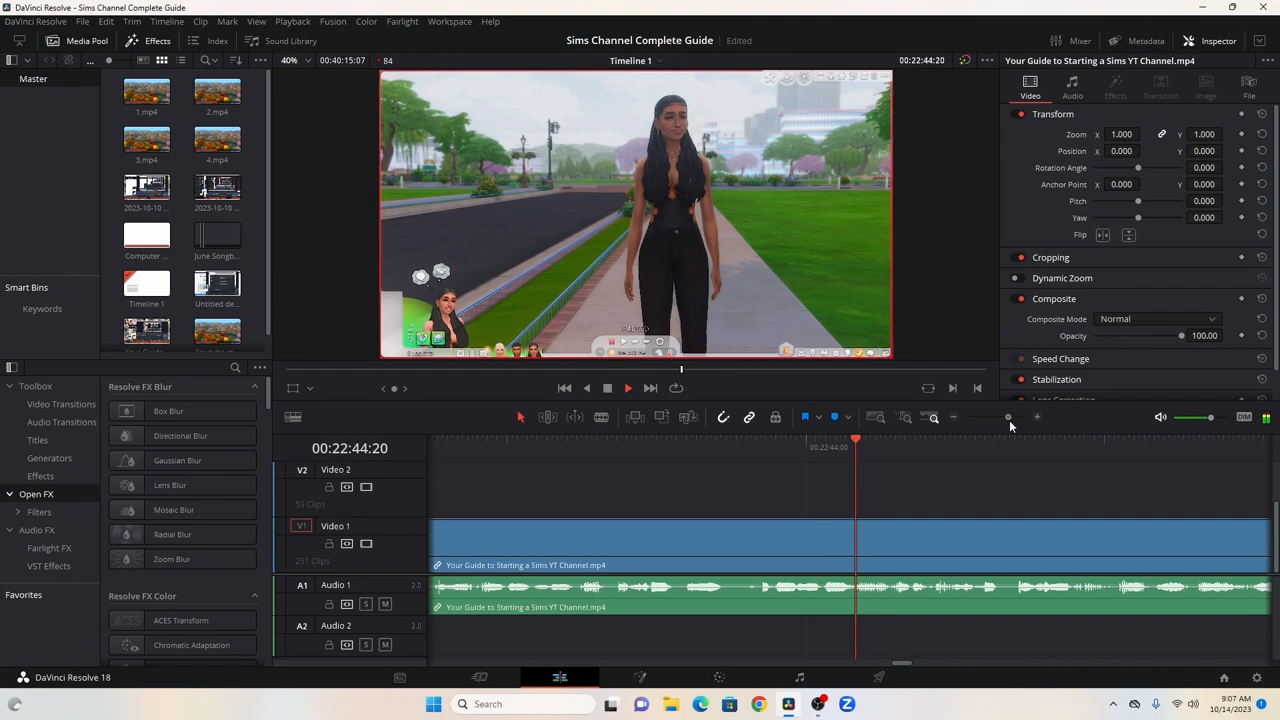 DaVinci Resolve - Sims Channel Complete Guide
DaVinci Resolve File Edit Trim Timeline Clip Mark View Playback Fusion Color Fairlight Workspace Help
Media Pool Effects Index Sound Library Sims Channel Complete Guide Edited Mixer Metadata Inspector
40% 00:40:15:07 84 Timeline 1 00:22:44:20 Your Guide to Starting a Sims YT Channel.mp4
Master
1.mp4 2.mp4
3.mp4 4.mp4
2023-10-10 ... 2023-10-10 ...
Computer ... June Songb...
Timeline 1 Untitled de...
Smart Bins
Keywords
Video Audio Effects Transition Image File
Transform
Zoom X 1.000 Y 1.000
Position X 0.000 Y 0.000
Rotation Angle 0.000
Anchor Point X 0.000 Y 0.000
Pitch 0.000
Yaw 0.000
Flip
Cropping
Dynamic Zoom
Composite
Composite Mode Normal
Opacity 100.00
Speed Change
Stabilization
Toolbox
Video Transitions
Audio Transitions
Titles
Generators
Effects
Open FX
Filters
Audio FX
Fairlight FX
VST Effects
Favorites
Resolve FX Blur
Box Blur
Directional Blur
Gaussian Blur
Lens Blur
Mosaic Blur
Radial Blur
Zoom Blur
Resolve FX Color
ACES Transform
Chromatic Adaptation
DIM
00:22:44:20 00:22:44:00
V2 Video 2
59 Clips
V1 Video 1
251 Clips
Your Guide to Starting a Sims YT Channel.mp4
A1 Audio 1 2.0
S M
Your Guide to Starting a Sims YT Channel.mp4
A2 Audio 2 2.0
S M
DaVinci Resolve 18
Search
9:07 AM
10/14/2023